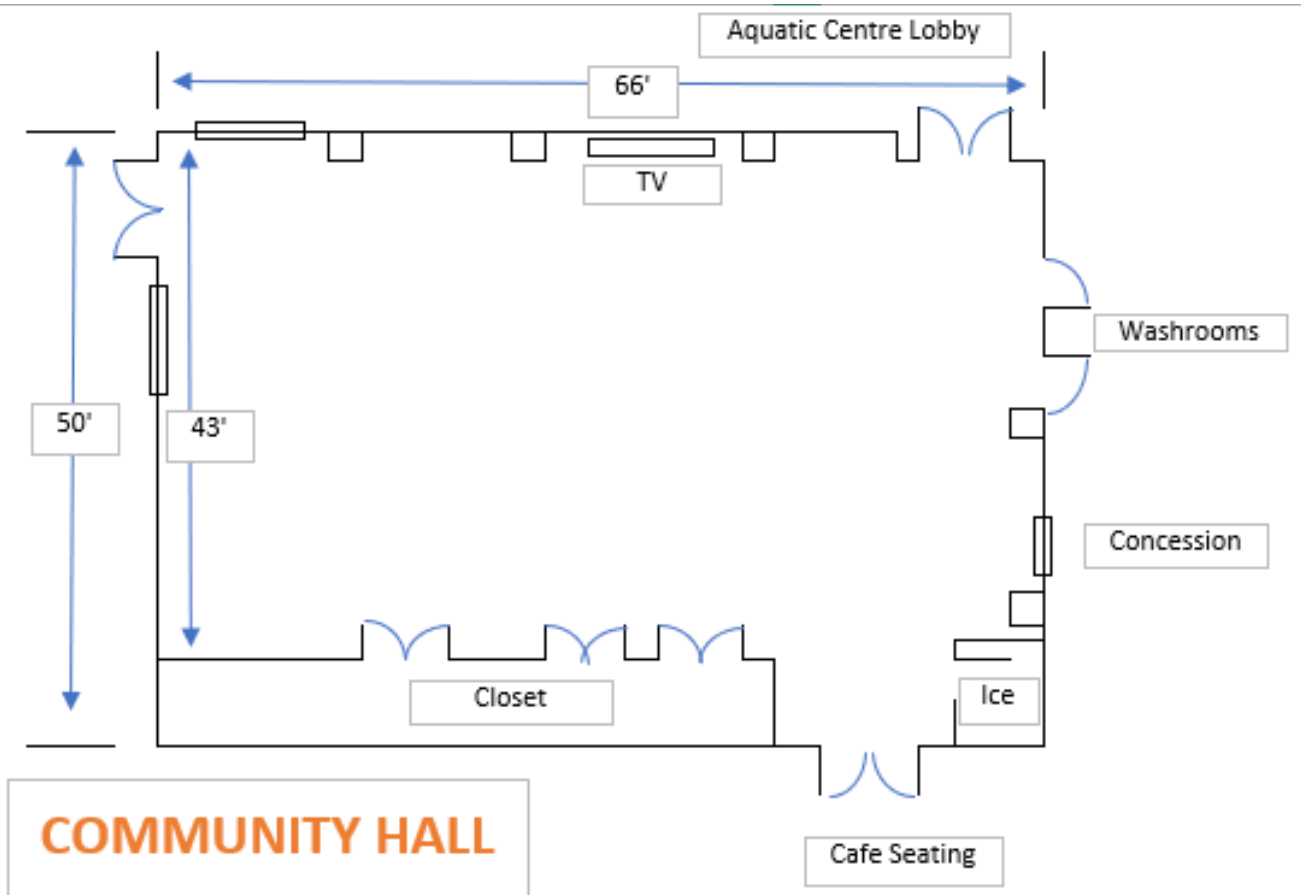 Aquatic Centre Lobby
66'
TV
Washrooms
50'
43'
Concession
Closet
Ice
COMMUNITY HALL
Cafe Seating